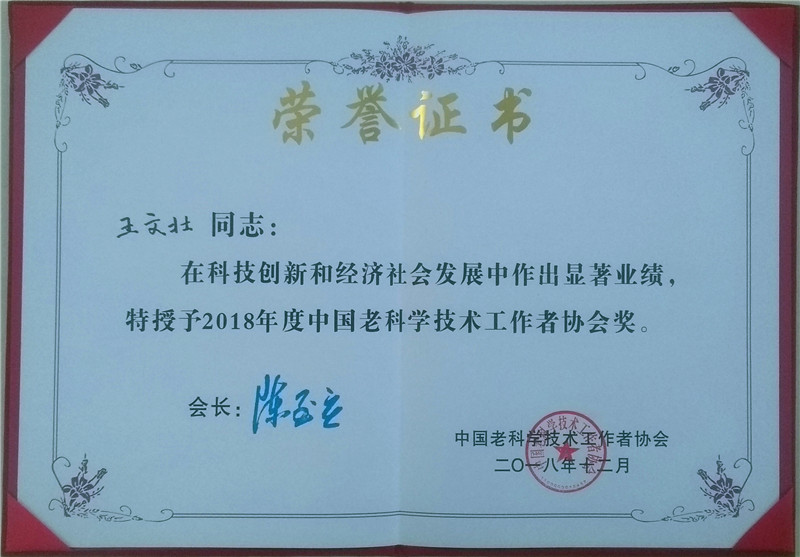 荣誉证书
王文壮 同志：
在科技创新和经济社会发展中作出显著业绩，
特授予2018年度中国老科学技术工作者协会奖。
会长：陈至立
中国老科学技术工作者协会
二〇一八年十二月